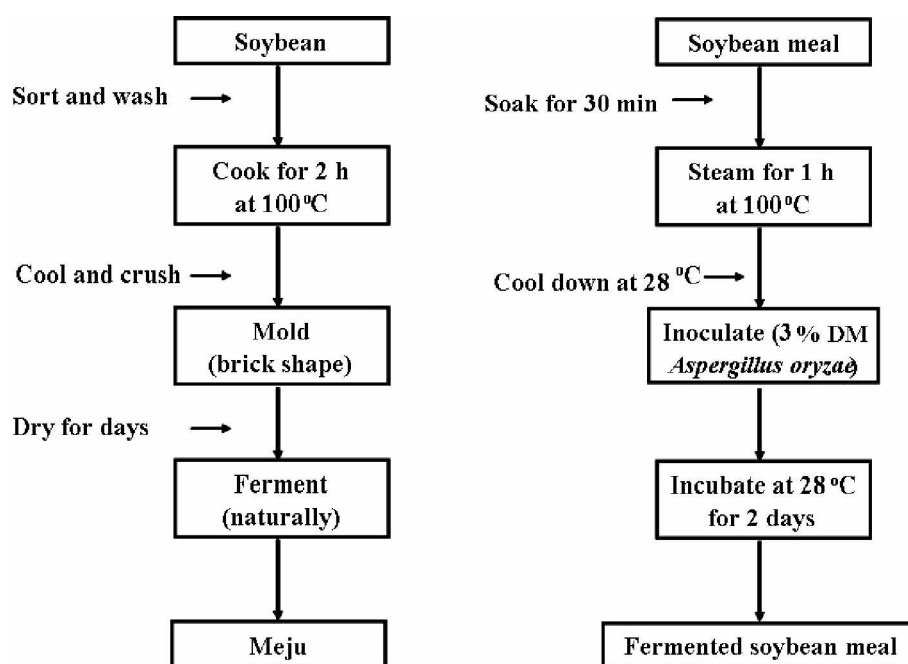 Soybean
Sort and wash
Cook for 2 h
at 100°C
Cool and crush
Mold
(brick shape)
Dry for days
Ferment
(naturally)
Meju
Soybean meal
Soak for 30 min
Steam for 1 h
at 100°C
Cool down at 28 °C
Inoculate (3 % DM
Aspergillus oryzae)
Incubate at 28 °C
for 2 days
Fermented soybean meal